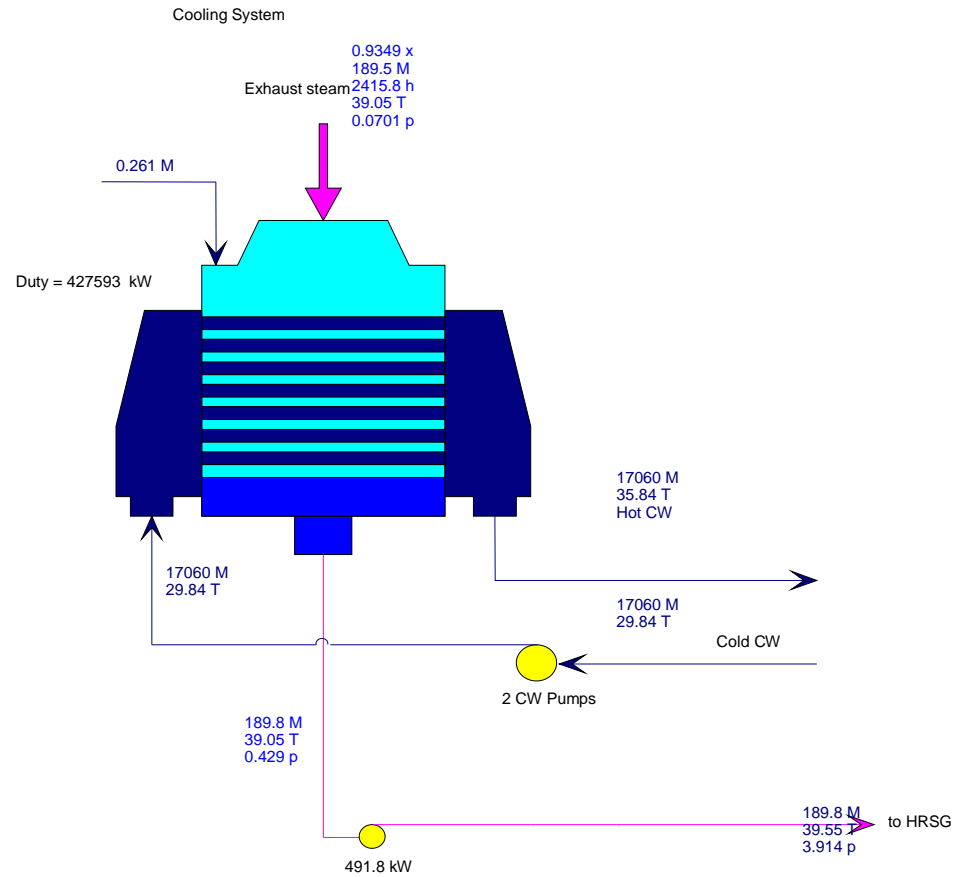 Cooling System
0.9349 x
189.5 M
Exhaust steam 2415.8 h
39.05 T
0.0701 p
0.261 M
Duty = 427593 kW
17060 M
35.84 T
Hot CW
17060 M
29.84 T
17060 M
29.84 T
Cold CW
2 CW Pumps
189.8 M
39.05 T
0.429 p
189.8 M
39.55 T
3.914 p
to HRSG
491.8 kW